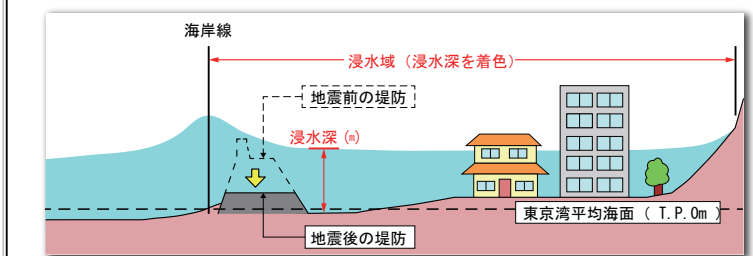 海岸線
浸水域（浸水深を着色）
地震前の堤防
浸水深(m)
東京湾平均海面（T.P.0m）
地震後の堤防